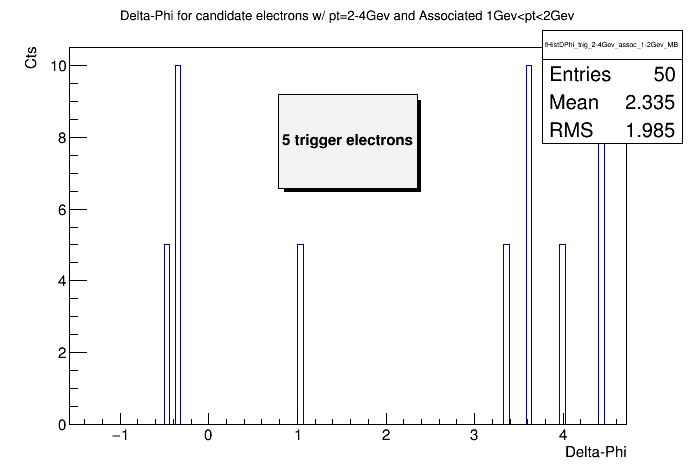 Delta-Phi for candidate electrons w/ pt=2-4Gev and Associated 1Gev<pt<2Gev
fHistDPhi_trig_2-4Gev_assoc_1-2Gev_MB
Entries 50
Mean 2.335
RMS 1.985
Cts
10
8
6
4
2
0
5 trigger electrons
−1 0 1 2 3 4
Delta-Phi